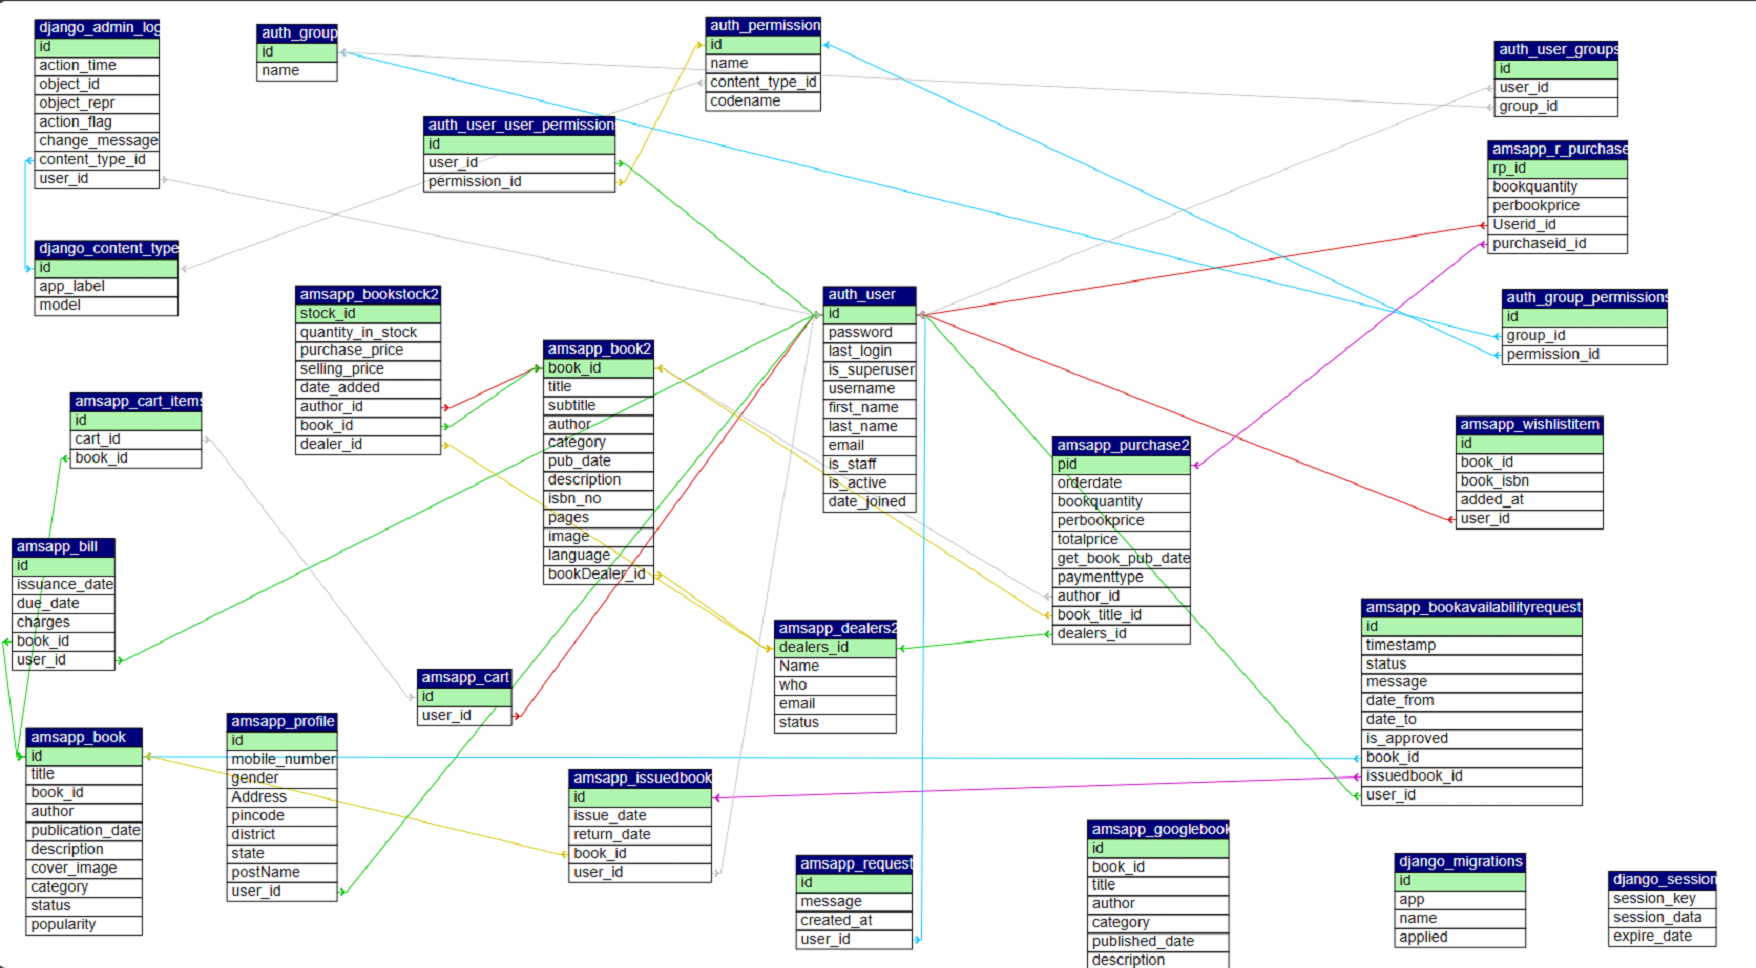 django_admin_log
id
action_time
object_id
object_repr
action_flag
change_message
content_type_id
user_id
auth_group
id
name
auth_permission
id
name
content_type_id
codename
auth_user_groups
id
user_id
group_id
auth_user_user_permission
id
user_id
permission_id
amsapp_r_purchase
rp_id
bookquantity
perbookprice
Userid_id
purchaseid_id
django_content_type
id
app_label
model
amsapp_bookstock2
stock_id
quantity_in_stock
purchase_price
selling_price
date_added
author_id
book_id
dealer_id
auth_user
id
password
last_login
is_superuser
username
first_name
last_name
email
is_staff
is_active
date_joined
auth_group_permissions
id
group_id
permission_id
amsapp_book2
book_id
title
subtitle
author
category
pub_date
description
isbn_no
pages
image
language
bookDealer_id
amsapp_cart_items
id
cart_id
book_id
amsapp_purchase2
pid
orderdate
bookquantity
perbookprice
totalprice
get_book_pub_date
paymenttype
author_id
book_title_id
dealers_id
amsapp_wishlistitem
id
book_id
book_isbn
added_at
user_id
amsapp_bill
id
issuance_date
due_date
charges
book_id
user_id
amsapp_dealers2
dealers_id
Name
who
email
status
amsapp_bookavailabilityrequest
id
timestamp
status
message
date_from
date_to
is_approved
book_id
issuedbook_id
user_id
amsapp_cart
id
user_id
amsapp_book
id
title
book_id
author
publication_date
description
cover_image
category
status
popularity
amsapp_profile
id
mobile_number
gender
Address
pincode
district
state
postName
user_id
amsapp_issuedbook
id
issue_date
return_date
book_id
user_id
amsapp_request
id
message
created_at
user_id
amsapp_googlebook
id
book_id
title
author
category
published_date
description
django_migrations
id
app
name
applied
django_session
session_key
session_data
expire_date